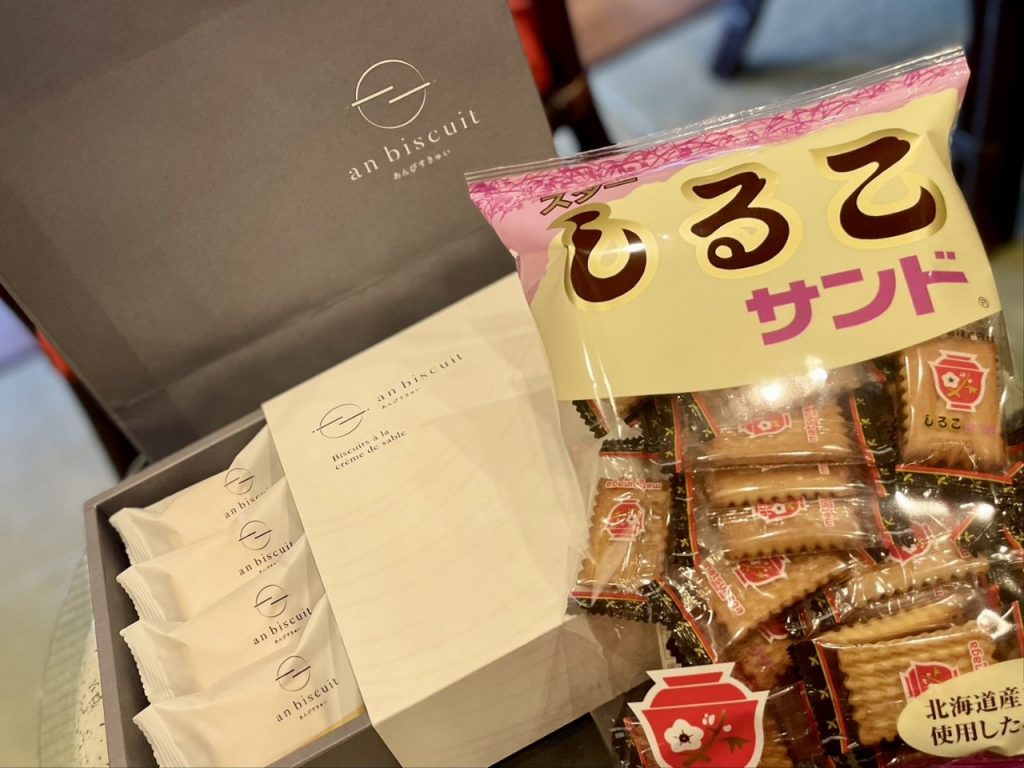 an biscuit
あんびすきゅい
an biscuit
あんびすきゅい
Biscuits à la
crème de sable
an biscuit
an biscuit
an biscuit
an biscuit
スター
しるこ
サンド
®
しるこ
北海道産
使用した